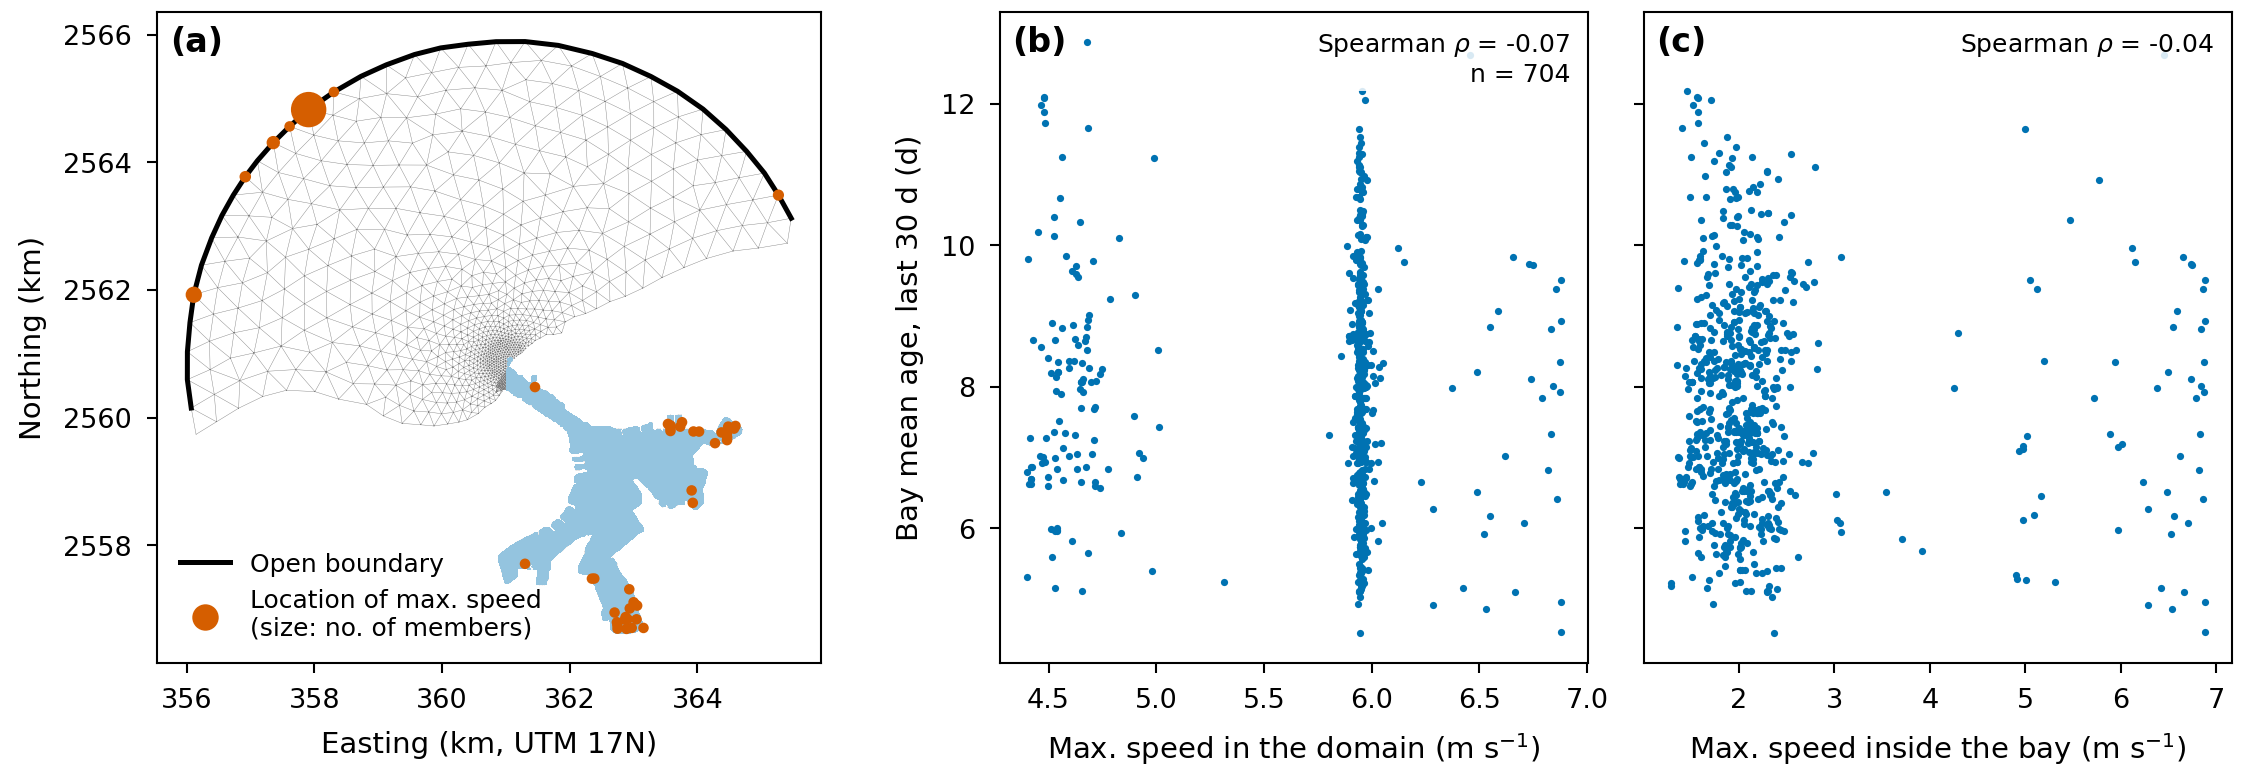 (a)
2566
2564
2562
2560
2558
Northing (km)
Open boundary
Location of max. speed
(size: no. of members)
356
358
360
362
364
Easting (km, UTM 17N)
(b)
Spearman ρ = -0.07
n = 704
12
10
8
6
Bay mean age, last 30 d (d)
4.5
5.0
5.5
6.0
6.5
7.0
Max. speed in the domain (m s⁻¹)
(c)
Spearman ρ = -0.04
2
3
4
5
6
7
Max. speed inside the bay (m s⁻¹)